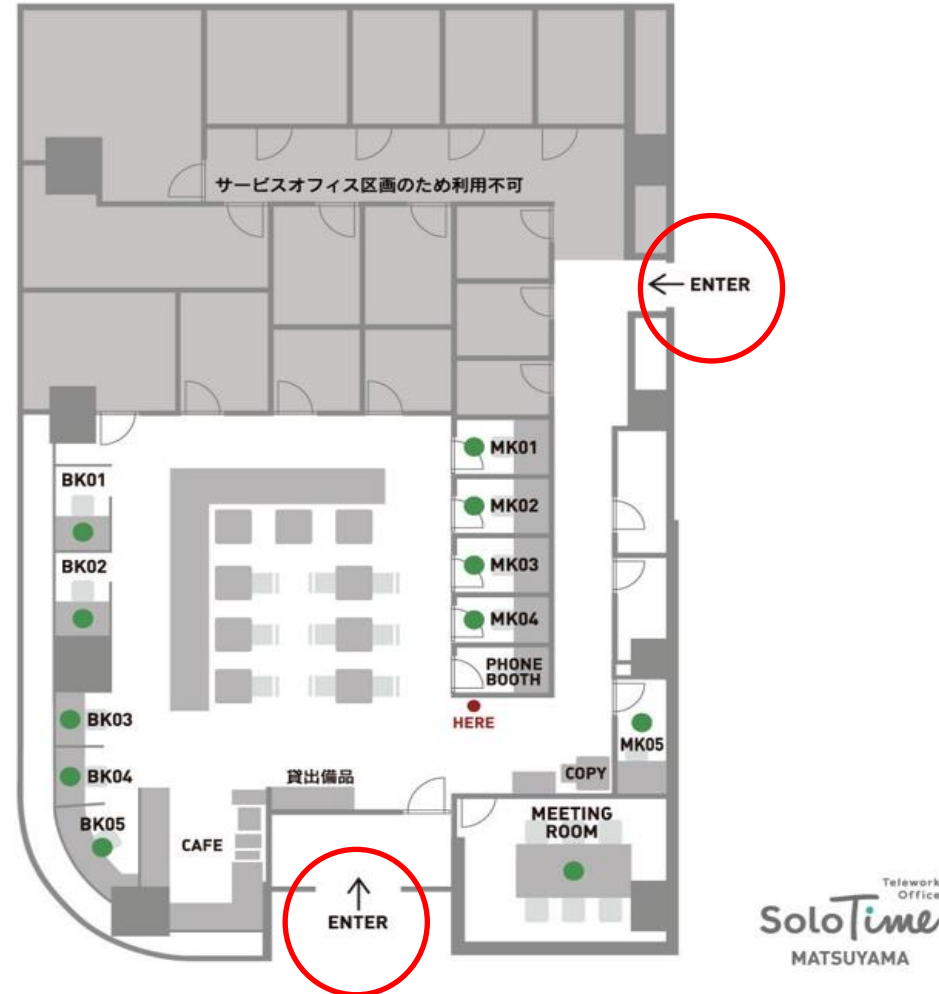 サービスオフィス区画のため利用不可
← ENTER
MK01
BK01
MK02
MK03
BK02
MK04
PHONE
BOOTH
HERE
BK03
MK05
BK04
COPY
貸出備品
MEETING
ROOM
BK05
CAFE
↑
ENTER
Telework
Office
SoloTime
MATSUYAMA